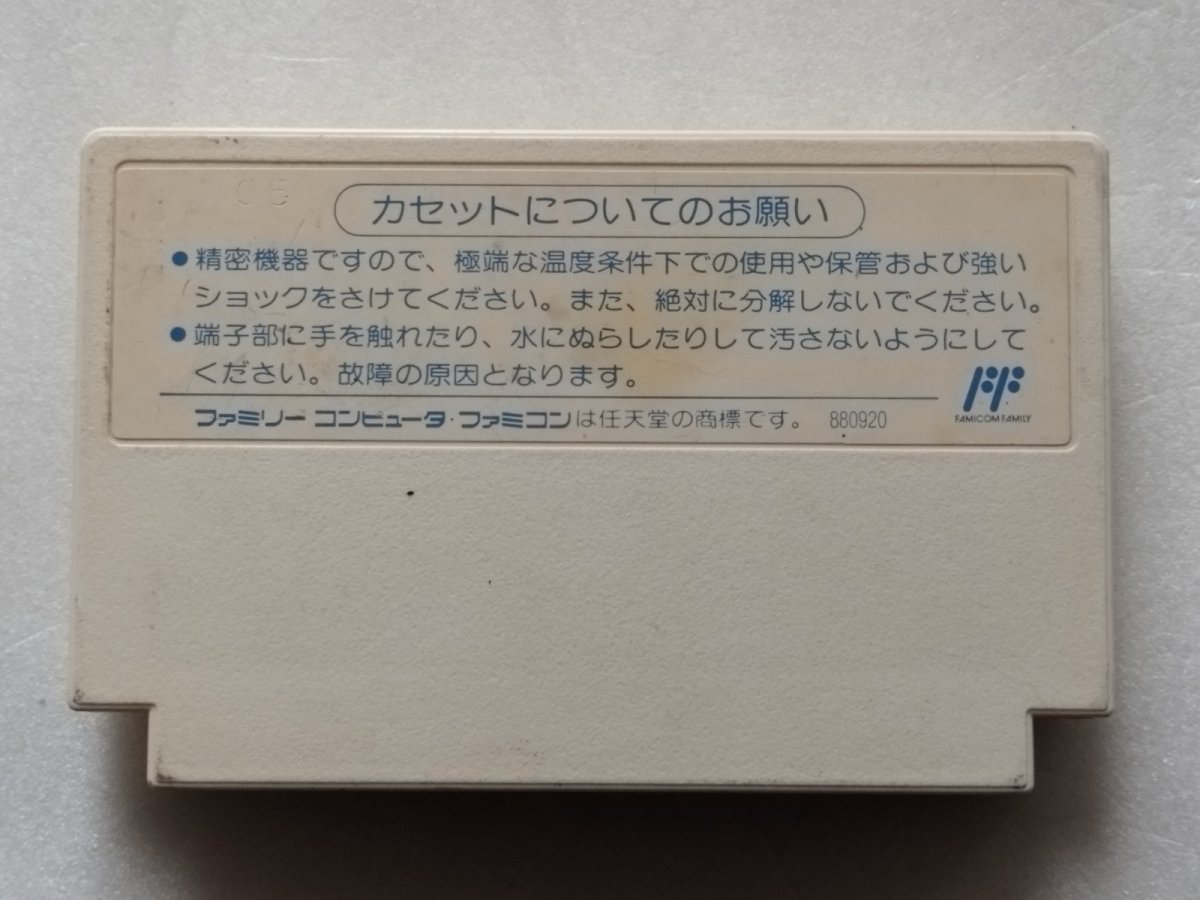 カセットについてのお願い
●精密機器ですので、極端な温度条件下での使用や保管および強い
ショックをさけてください。また、絶対に分解しないでください。
●端子部に手を触れたり、水にぬらしたりして汚さないようにして
ください。故障の原因となります。
ファミリーコンピュータ・ファミコンは任天堂の商標です。 880920
FAMICOM FAMILY